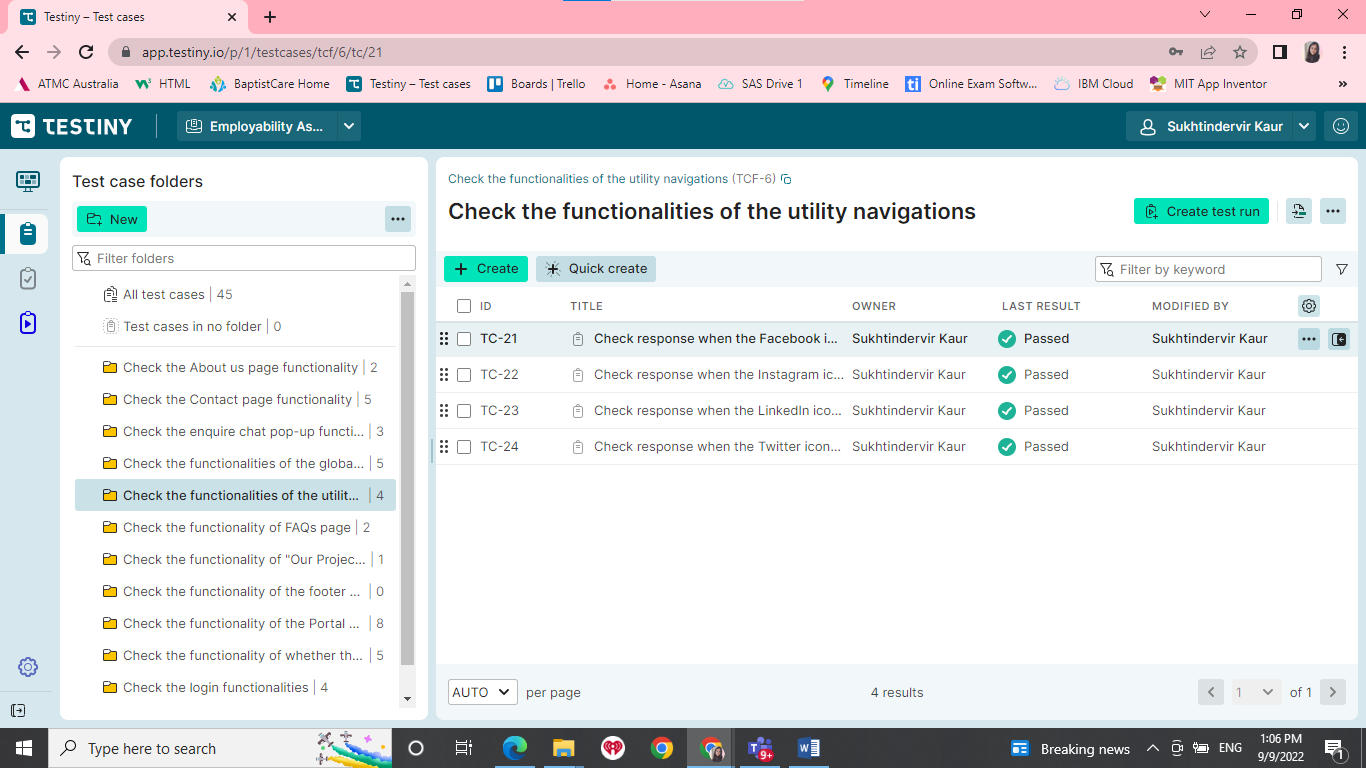 Testiny – Test cases
app.testiny.io/p/1/testcases/tcf/6/tc/21
ATMC Australia HTML BaptistCare Home Testiny – Test cases Boards | Trello Home - Asana SAS Drive 1 Timeline Online Exam Softw... IBM Cloud MIT App Inventor »
TESTINY Employability As... Sukhtindervir Kaur
Test case folders
New
Filter folders
All test cases | 45
Test cases in no folder | 0
Check the About us page functionality | 2
Check the Contact page functionality | 5
Check the enquire chat pop-up functi... | 3
Check the functionalities of the globa... | 5
Check the functionalities of the utilit... | 4
Check the functionality of FAQs page | 2
Check the functionality of "Our Projec... | 1
Check the functionality of the footer ... | 0
Check the functionality of the Portal ... | 8
Check the functionality of whether th... | 5
Check the login functionalities | 4
Check the functionalities of the utility navigations (TCF-6)
Check the functionalities of the utility navigations
Create test run
Create Quick create Filter by keyword
ID TITLE OWNER LAST RESULT MODIFIED BY
TC-21 Check response when the Facebook i... Sukhtindervir Kaur Passed Sukhtindervir Kaur
TC-22 Check response when the Instagram ic... Sukhtindervir Kaur Passed Sukhtindervir Kaur
TC-23 Check response when the LinkedIn ico... Sukhtindervir Kaur Passed Sukhtindervir Kaur
TC-24 Check response when the Twitter icon... Sukhtindervir Kaur Passed Sukhtindervir Kaur
AUTO per page 4 results 1 of 1
Type here to search 9+ Breaking news ENG 1:06 PM
9/9/2022 1